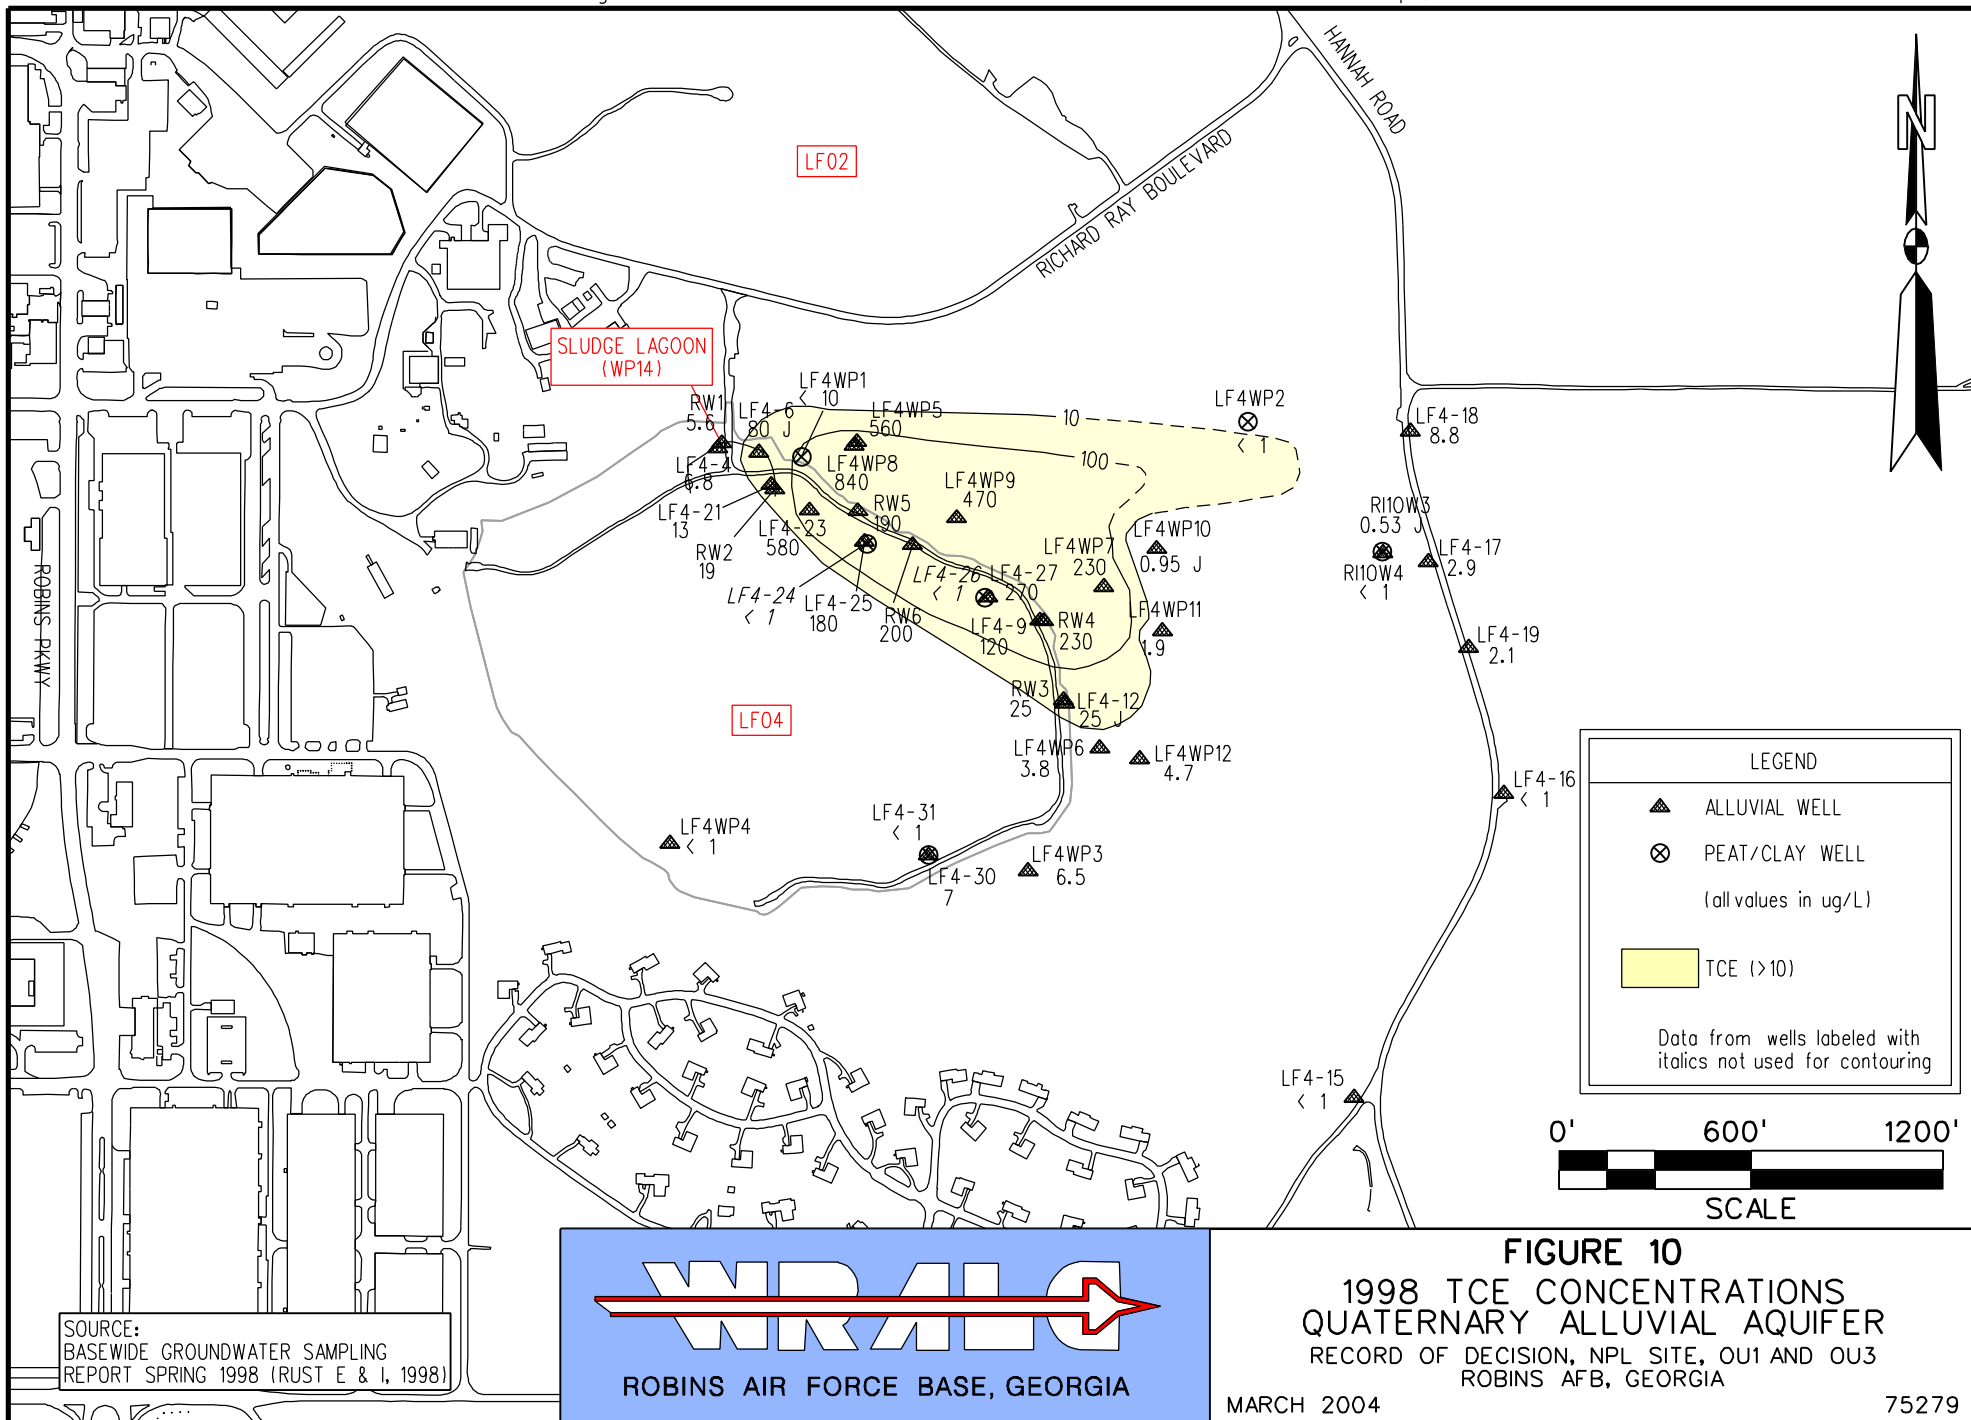 HANNAH ROAD
RICHARD RAY BOULEVARD
N
LF02
SLUDGE LAGOON
(WP14)
LF4WP1
< 10
RW1
5.6
LF4-6
80 J
LF4WP5
560
10
LF4WP2
< 1
LF4-18
8.8
100
LF4-4
6.8
LF4WP8
840
LF4WP9
470
LF4-21
13
RW2
19
LF4-23
580
RW5
190
LF4WP10
0.95 J
RI10W3
0.53 J
RI10W4
< 1
LF4-17
2.9
LF4WP7
230
LF4-24
< 1
LF4-25
180
RW6
200
LF4-26
< 1
LF4-27
270
LF4-9
120
RW4
230
LF4WP11
1.9
LF4-19
2.1
ROBINS PKWY
RW3
25
LF4-12
25 J
LF04
LF4WP6
3.8
LF4WP12
4.7
LF4-16
< 1
LF4WP4
< 1
LF4-31
< 1
LF4-30
7
LF4WP3
6.5
LF4-15
< 1
LEGEND
ALLUVIAL WELL
PEAT/CLAY WELL
(all values in ug/L)
TCE (>10)
Data from wells labeled with
italics not used for contouring
0' 600' 1200'
SCALE
SOURCE:
BASEWIDE GROUNDWATER SAMPLING
REPORT SPRING 1998 (RUST E & I, 1998)
WRALC
ROBINS AIR FORCE BASE, GEORGIA
FIGURE 10
1998 TCE CONCENTRATIONS
QUATERNARY ALLUVIAL AQUIFER
RECORD OF DECISION, NPL SITE, OU1 AND OU3
ROBINS AFB, GEORGIA
MARCH 2004 75279